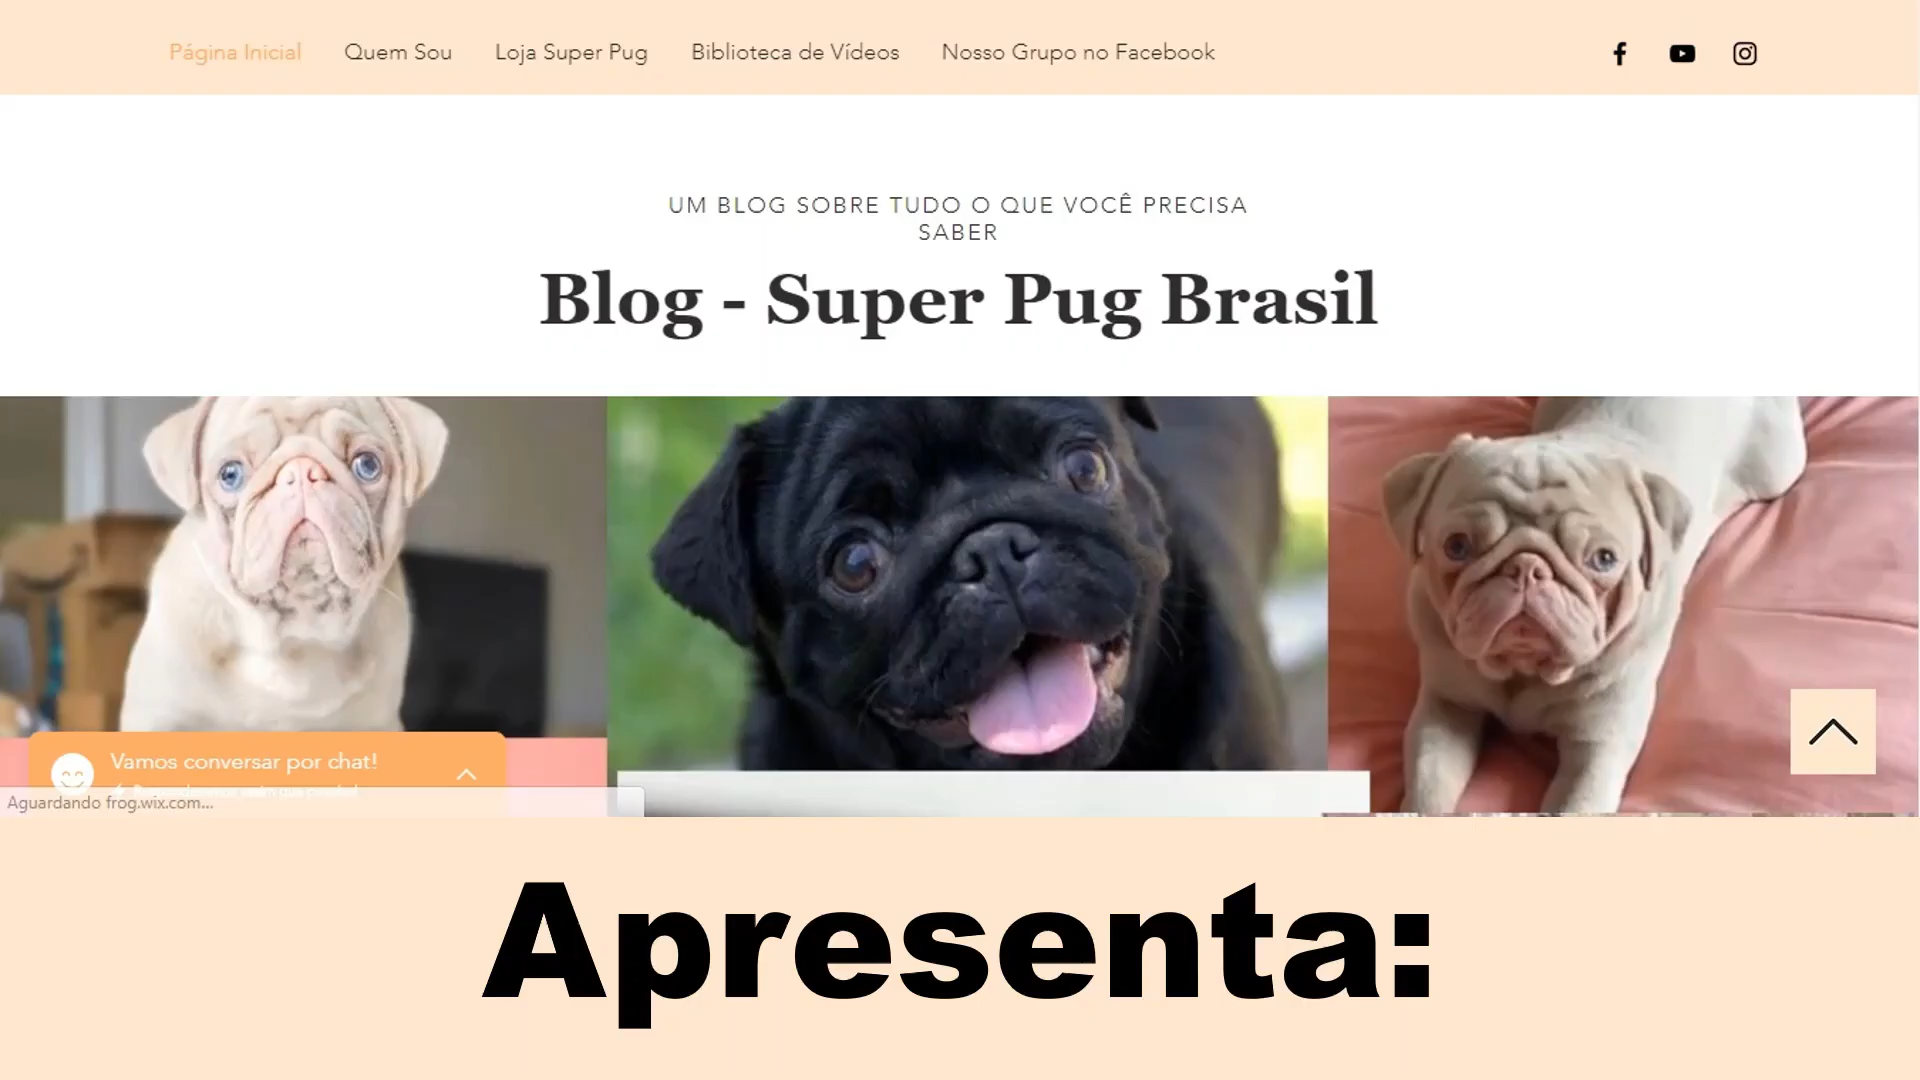 Página Inicial Quem Sou Loja Super Pug Biblioteca de Vídeos Nosso Grupo no Facebook
UM BLOG SOBRE TUDO O QUE VOCÊ PRECISA
SABER
Blog - Super Pug Brasil
Vamos conversar por chat!
Aguardando frog.wix.com...
Apresenta: